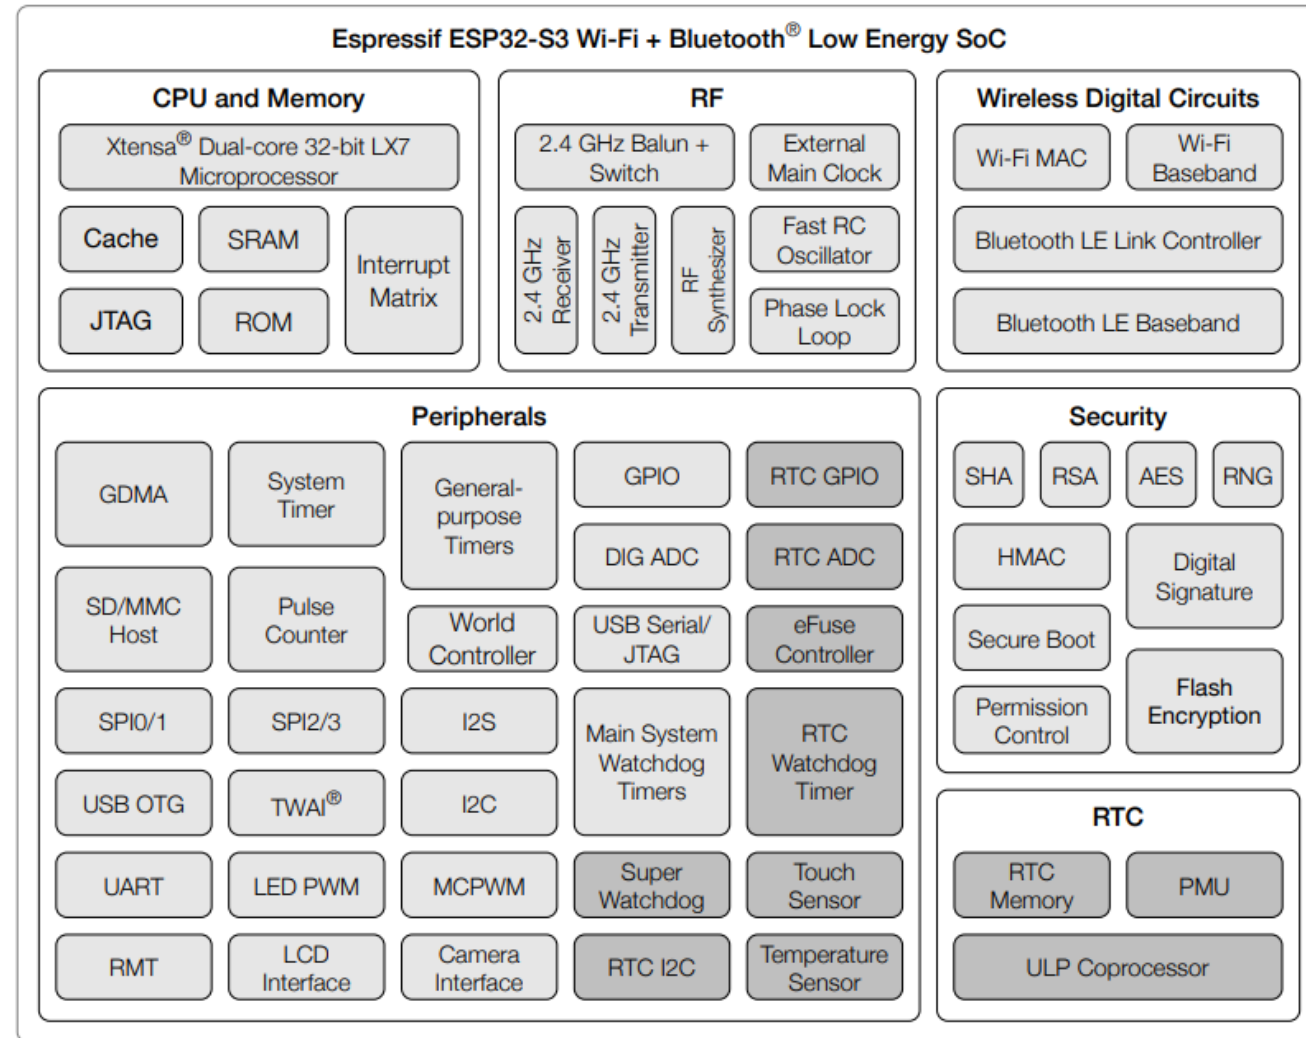 Espressif ESP32-S3 Wi-Fi + Bluetooth® Low Energy SoC
CPU and Memory
Xtensa® Dual-core 32-bit LX7
Microprocessor
Cache
SRAM
Interrupt
Matrix
JTAG
ROM
RF
2.4 GHz Balun +
Switch
External
Main Clock
2.4 GHz
Receiver
2.4 GHz
Transmitter
RF
Synthesizer
Fast RC
Oscillator
Phase Lock
Loop
Wireless Digital Circuits
Wi-Fi MAC
Wi-Fi
Baseband
Bluetooth LE Link Controller
Bluetooth LE Baseband
Peripherals
GDMA
System
Timer
General-
purpose
Timers
GPIO
RTC GPIO
DIG ADC
RTC ADC
SD/MMC
Host
Pulse
Counter
World
Controller
USB Serial/
JTAG
eFuse
Controller
SPI0/1
SPI2/3
I2S
Main System
Watchdog
Timers
RTC
Watchdog
Timer
USB OTG
TWAI®
I2C
UART
LED PWM
MCPWM
Super
Watchdog
Touch
Sensor
RMT
LCD
Interface
Camera
Interface
RTC I2C
Temperature
Sensor
Security
SHA
RSA
AES
RNG
HMAC
Digital
Signature
Secure Boot
Flash
Encryption
Permission
Control
RTC
RTC
Memory
PMU
ULP Coprocessor